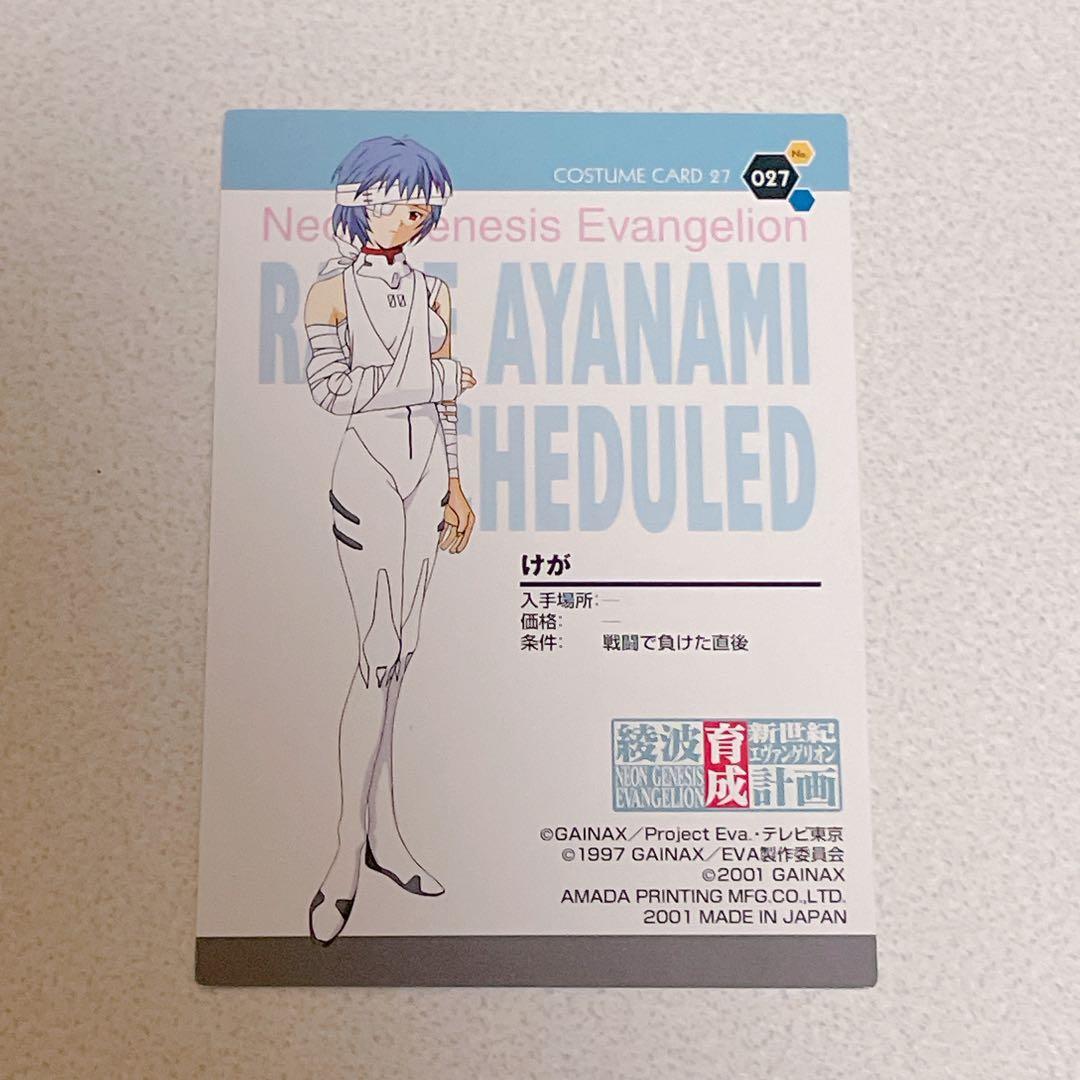 COSTUME CARD 27
No.
027
Neon Genesis Evangelion
AYANAMI
けが
入手場所:—
価格: —
条件: 戦闘で負けた直後
00
綾波育成計画
新世紀
エヴァンゲリオン
NEON GENESIS
EVANGELION
©GAINAX／Project Eva.・テレビ東京
©1997 GAINAX／EVA製作委員会
©2001 GAINAX
AMADA PRINTING MFG.CO.,LTD.
2001 MADE IN JAPAN